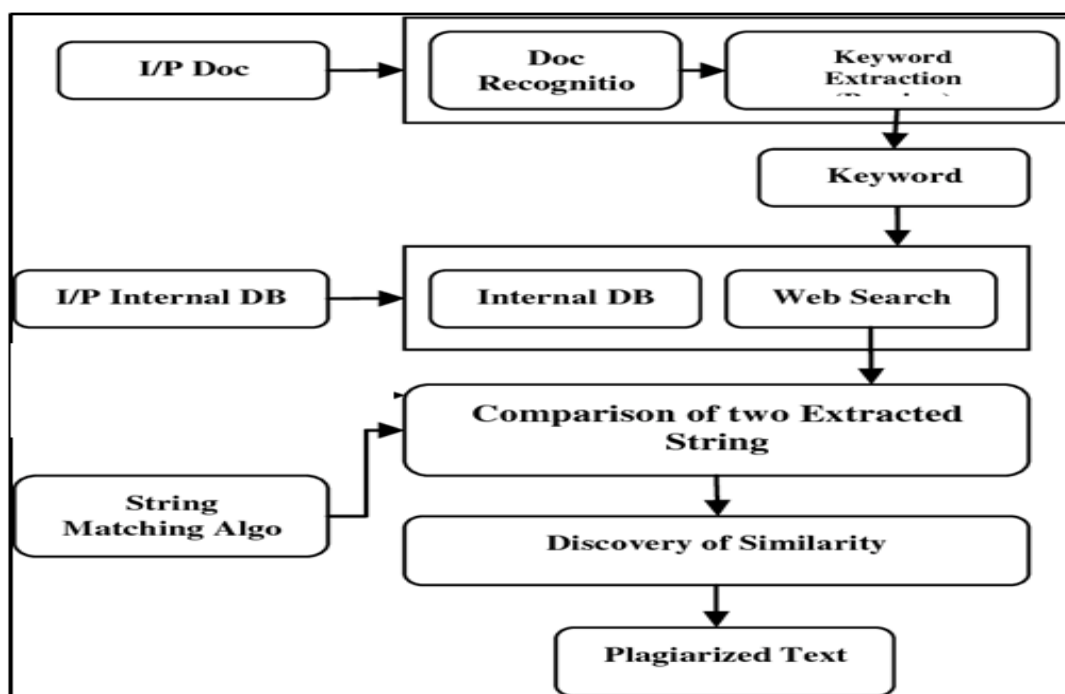 I/P Doc
Doc
Recognitio
Keyword
Extraction
Keyword
I/P Internal DB
Internal DB
Web Search
Comparison of two Extracted
String
String
Matching Algo
Discovery of Similarity
Plagiarized Text